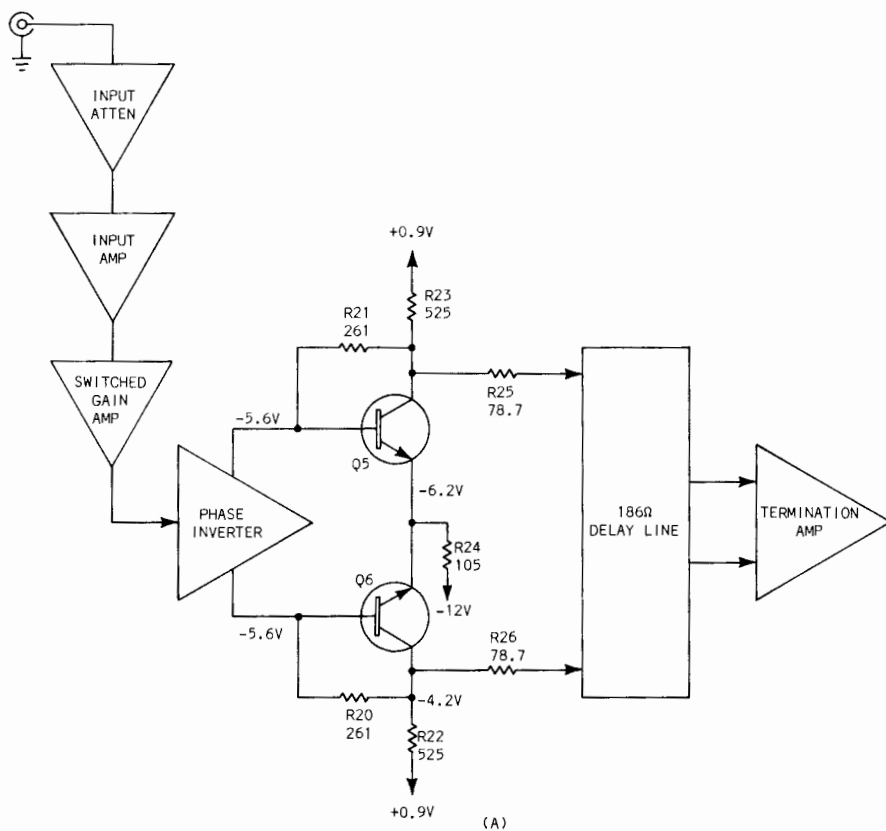 INPUT
ATTEN
INPUT
AMP
SWITCHED
GAIN
AMP
PHASE
INVERTER
+0.9V
R23
525
R21
261
R25
78.7
-5.6V
Q5
-6.2V
R24
105
-12V
Q6
-5.6V
R26
78.7
-4.2V
R20
261
R22
525
+0.9V
186Ω
DELAY LINE
TERMINATION
AMP
(A)